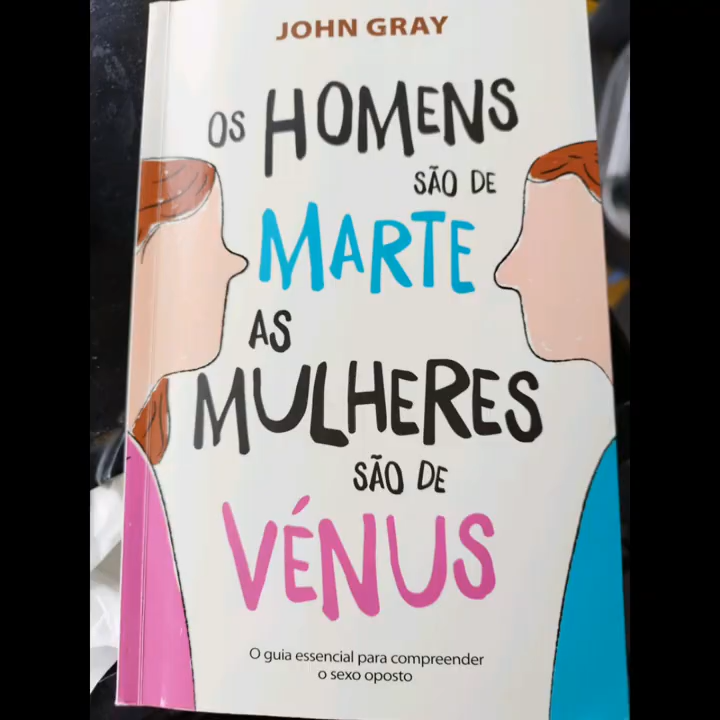 JOHN GRAY
OS HOMENS
SÃO DE
MARTE
AS
MULHERES
SÃO DE
VÉNUS
O guia essencial para compreender
o sexo oposto